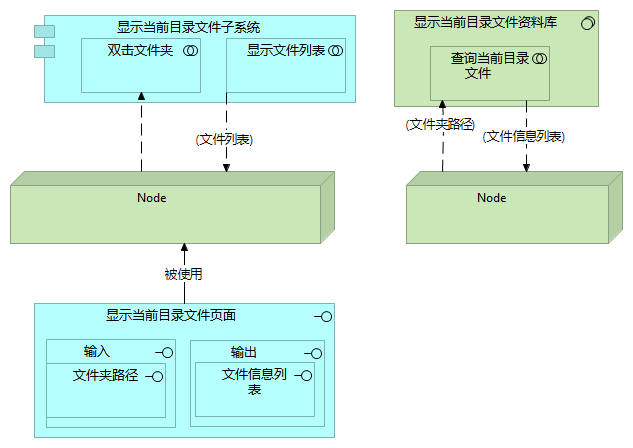 显示当前目录文件子系统
双击文件夹
显示文件列表
(文件列表)
Node
被使用
显示当前目录文件页面
输入
文件夹路径
输出
文件信息列
表
显示当前目录文件资料库
查询当前目录
文件
(文件夹路径)
(文件信息列表)
Node